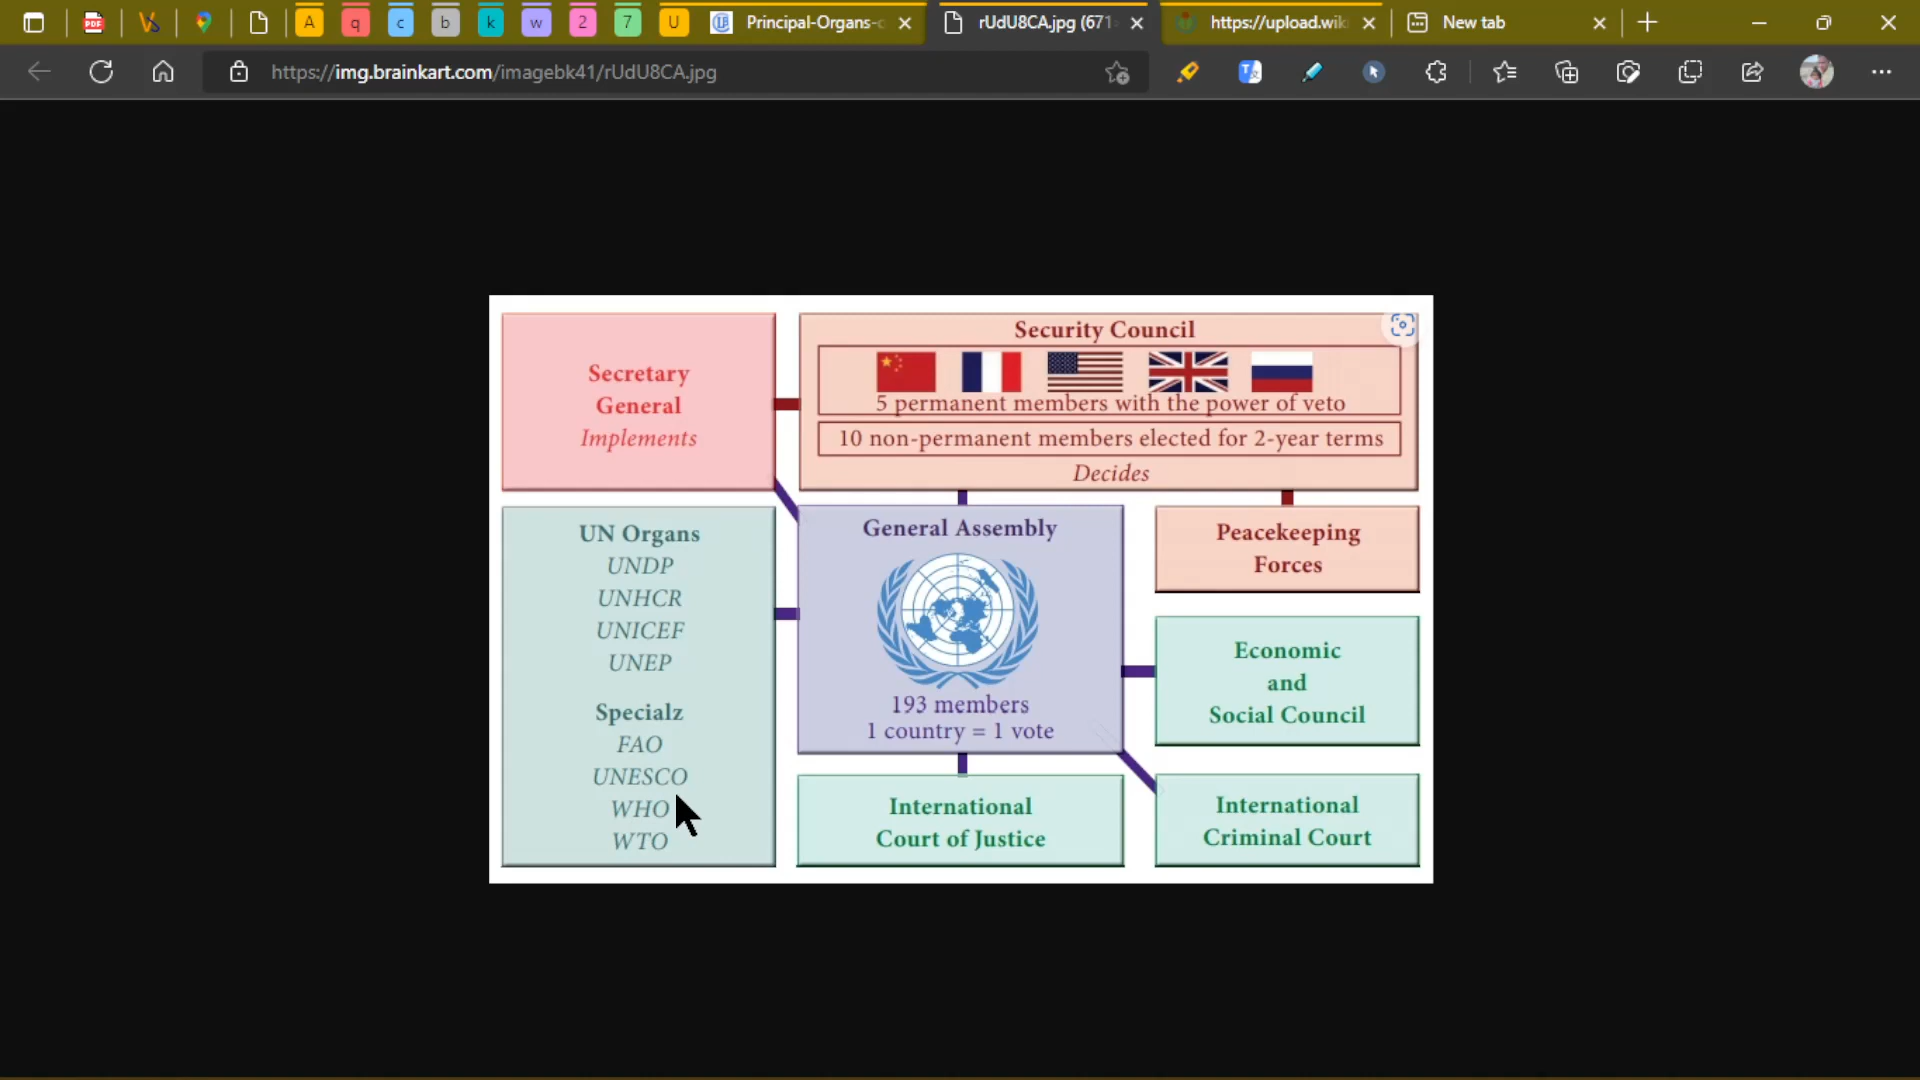 A
q
c
b
k
w
2
7
U
Principal-Organs-
rUdU8CA.jpg (671
https://upload.wik
New tab
https://img.brainkart.com/imagebk41/rUdU8CA.jpg
Secretary
General
Implements
Security Council
5 permanent members with the power of veto
10 non-permanent members elected for 2-year terms
Decides
UN Organs
UNDP
UNHCR
UNICEF
UNEP
Specialz
FAO
UNESCO
WHO
WTO
General Assembly
193 members
1 country = 1 vote
Peacekeeping
Forces
Economic
and
Social Council
International
Court of Justice
International
Criminal Court